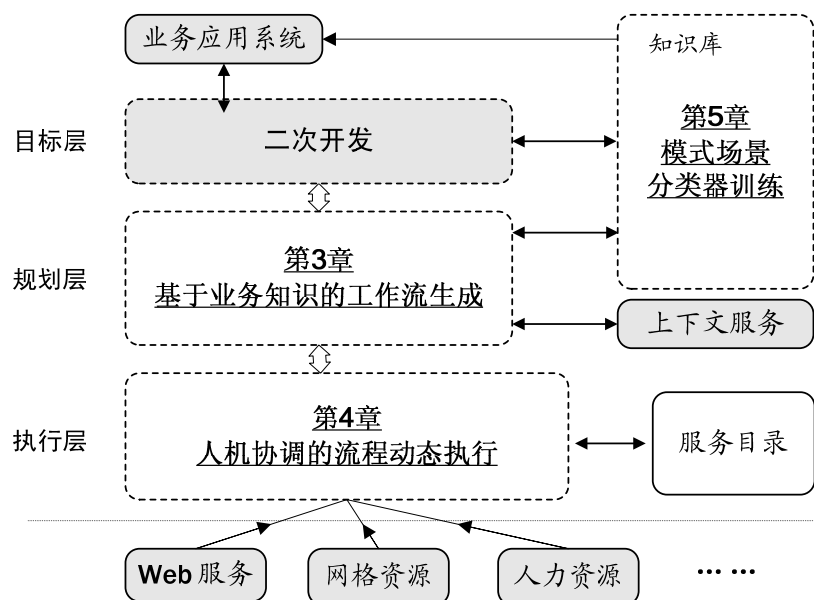 业务应用系统
知识库
目标层
二次开发
第5章
模式场景
分类器训练
规划层
第3章
基于业务知识的工作流生成
上下文服务
执行层
第4章
人机协调的流程动态执行
服务目录
Web 服务
网格资源
人力资源
… …